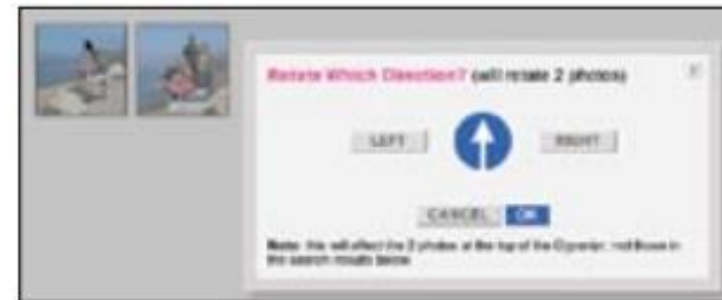 Rotate Which Direction? (will rotate 2 photos)
LEFT
RIGHT
CANCEL OK
Note: this will affect the 2 photos at the top of the Organizr, not those in
the search results below